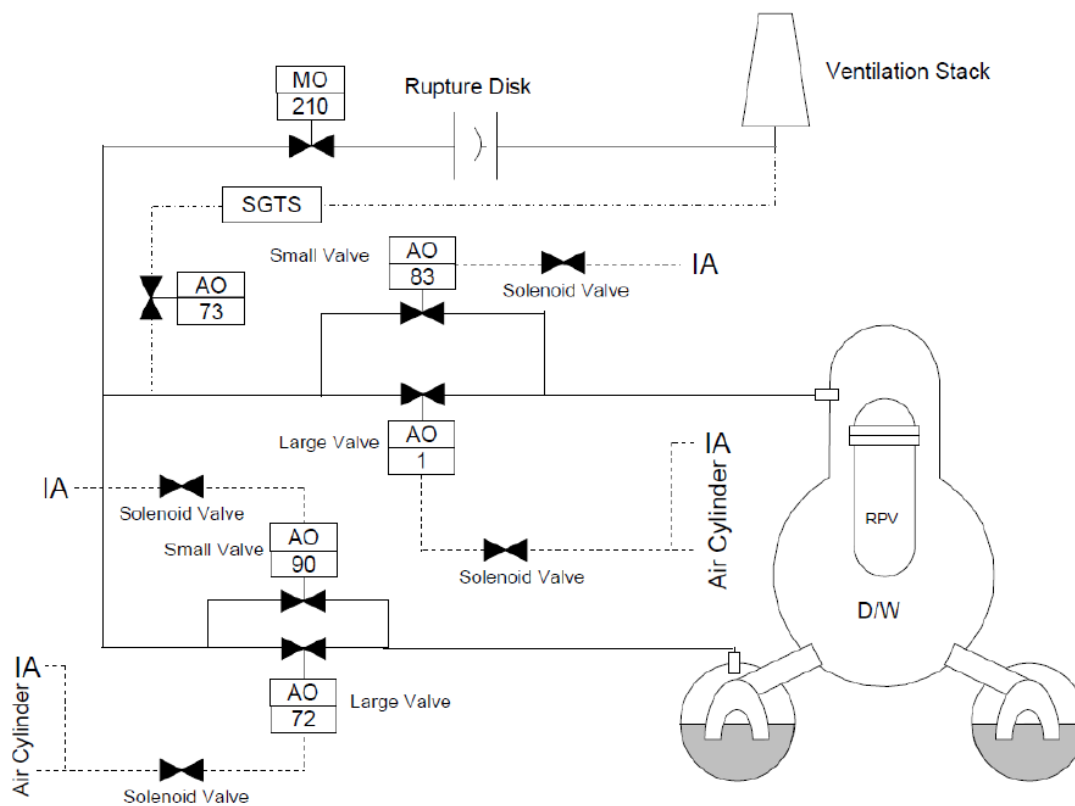 MO
210
Rupture Disk
Ventilation Stack
SGTS
Small Valve
AO
83
IA
Solenoid Valve
AO
73
Large Valve
AO
1
IA
Air Cylinder
Solenoid Valve
IA
Solenoid Valve
Small Valve
AO
90
RPV
D/W
IA
Air Cylinder
AO
72
Large Valve
Solenoid Valve